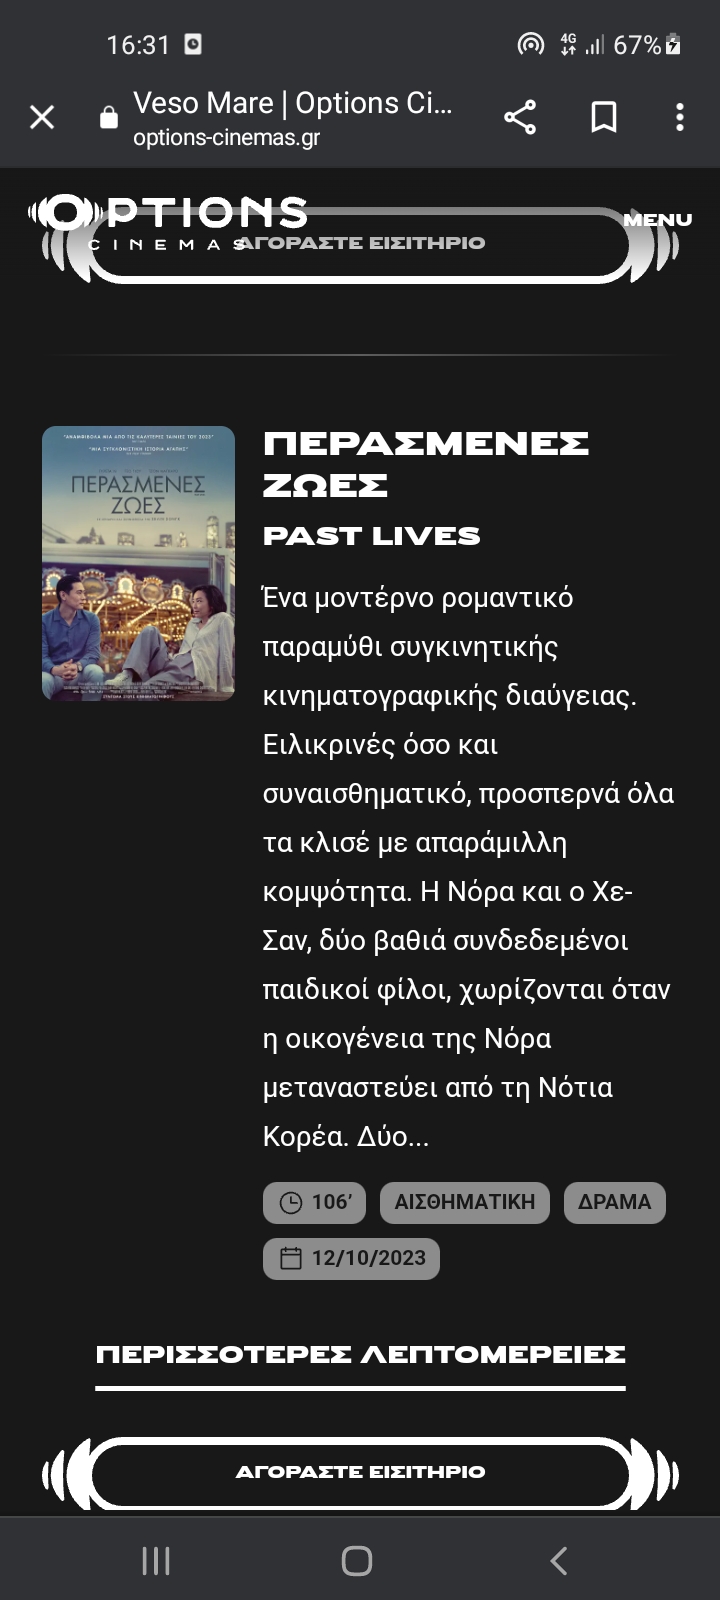 16:31
4G
67%
Veso Mare | Options Ci...
options-cinemas.gr
OPTIONS
CINEMAS
MENU
ΑΓΟΡΑΣΤΕ ΕΙΣΙΤΗΡΙΟ
ΠΕΡΑΣΜΕΝΕΣ
ΖΩΕΣ
ΠΕΡΑΣΜΕΝΕΣ
ΖΩΕΣ
PAST LIVES
Ένα μοντέρνο ρομαντικό
παραμύθι συγκινητικής
κινηματογραφικής διαύγειας.
Ειλικρινές όσο και
συναισθηματικό, προσπερνά όλα
τα κλισέ με απαράμιλλη
κομψότητα. Η Νόρα και ο Χε-
Σαν, δύο βαθιά συνδεδεμένοι
παιδικοί φίλοι, χωρίζονται όταν
η οικογένεια της Νόρα
μεταναστεύει από τη Νότια
Κορέα. Δύο...
106’ ΑΙΣΘΗΜΑΤΙΚΗ ΔΡΑΜΑ
12/10/2023
ΠΕΡΙΣΣΟΤΕΡΕΣ ΛΕΠΤΟΜΕΡΕΙΕΣ
ΑΓΟΡΑΣΤΕ ΕΙΣΙΤΗΡΙΟ